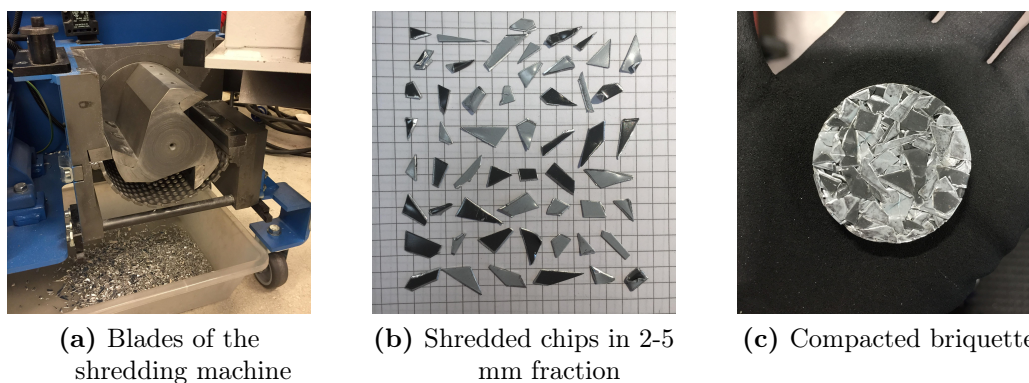 (a) Blades of the
shredding machine
(b) Shredded chips in 2-5
mm fraction
(c) Compacted briquette